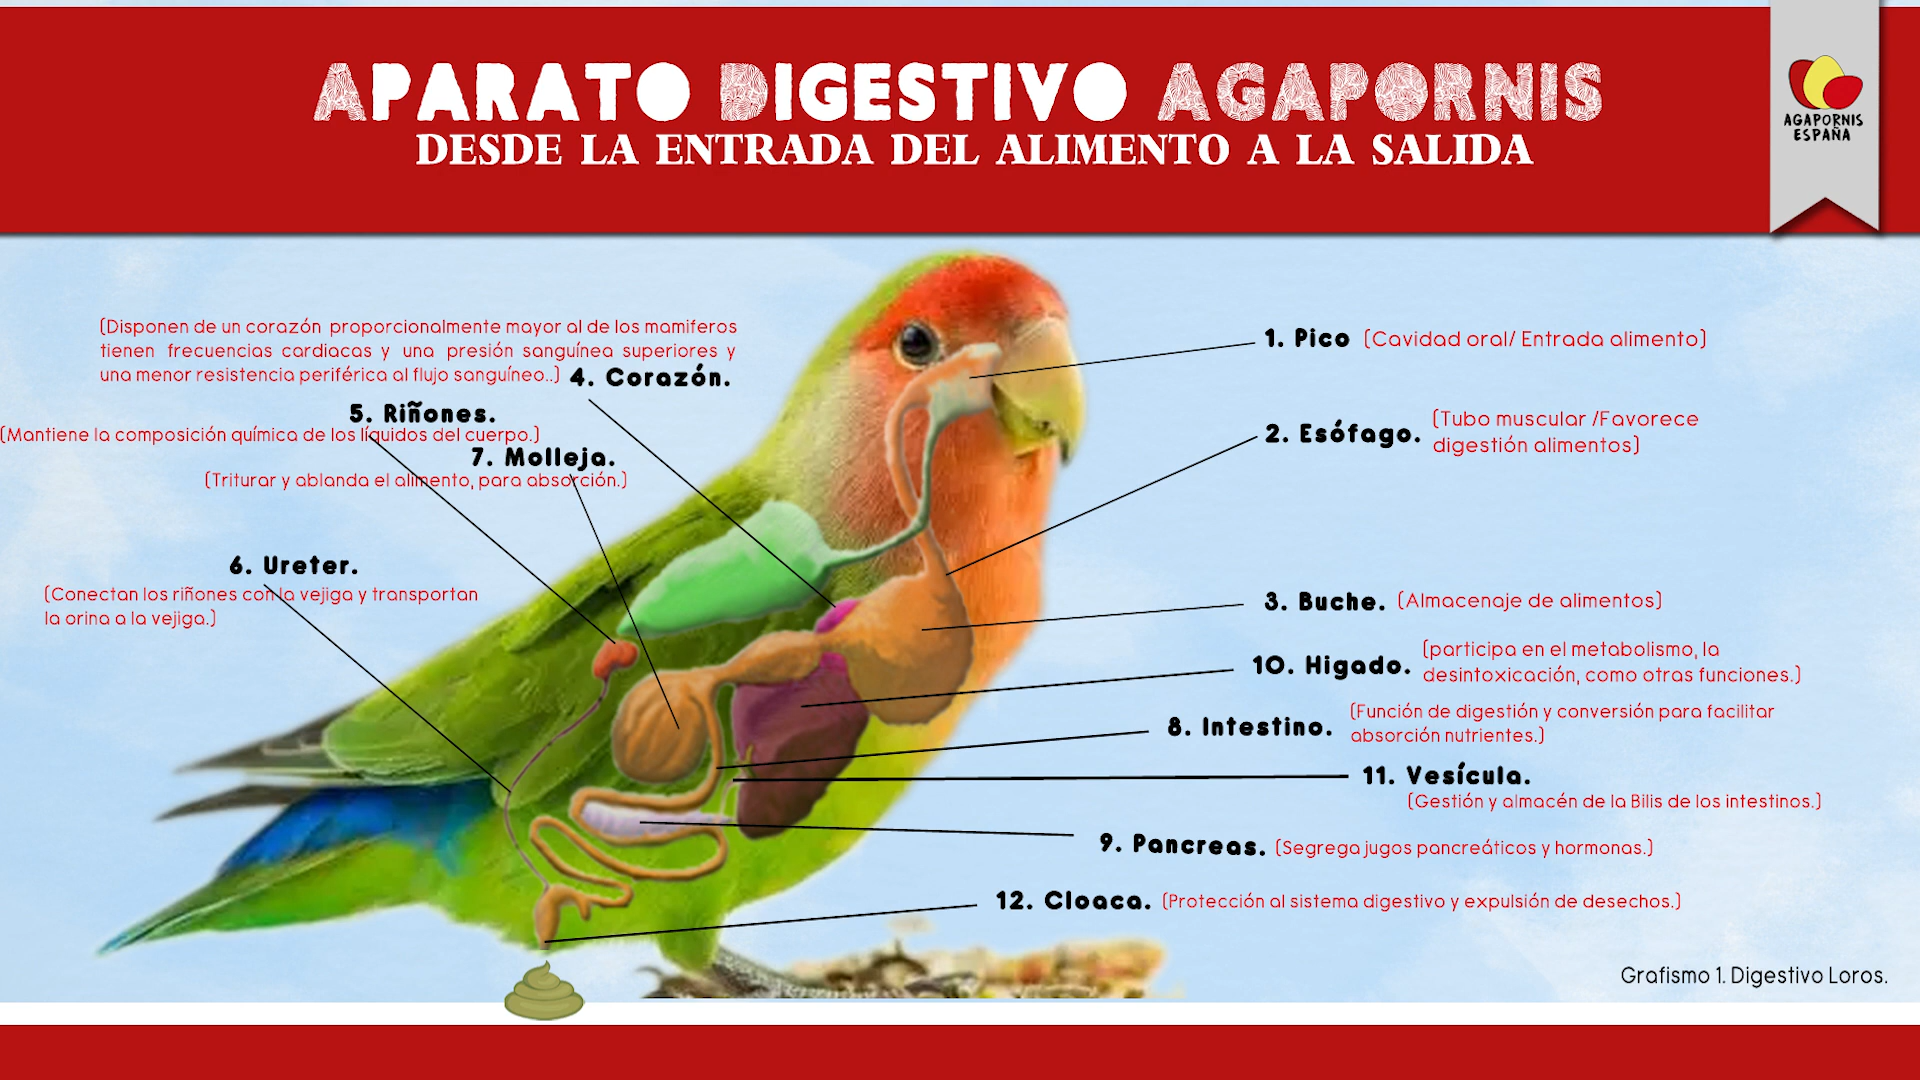 APARATO DIGESTIVO AGAPORNIS
DESDE LA ENTRADA DEL ALIMENTO A LA SALIDA
AGAPORNIS
ESPAÑA
(Disponen de un corazón proporcionalmente mayor al de los mamiferos
tienen frecuencias cardiacas y una presión sanguínea superiores y
una menor resistencia periférica al flujo sanguíneo..) 4. Corazón.
5. Riñones.
(Mantiene la composición química de los líquidos del cuerpo.)
7. Molleja.
(Triturar y ablanda el alimento, para absorción.)
6. Ureter.
(Conectan los riñones con la vejiga y transportan
la orina a la vejiga.)
1. Pico (Cavidad oral/ Entrada alimento)
2. Esófago. (Tubo muscular /Favorece
digestión alimentos)
3. Buche. (Almacenaje de alimentos)
10. Higado. (participa en el metabolismo, la
desintoxicación, como otras funciones.)
8. Intestino. (Función de digestión y conversión para facilitar
absorción nutrientes.)
11. Vesícula.
(Gestión y almacén de la Bilis de los intestinos.)
9. Pancreas. (Segrega jugos pancreáticos y hormonas.)
12. Cloaca. (Protección al sistema digestivo y expulsión de desechos.)
Grafismo 1. Digestivo Loros.